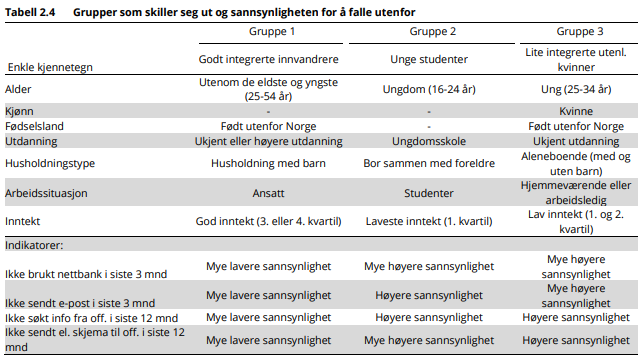 Tabell 2.4 Grupper som skiller seg ut og sannsynligheten for å falle utenfor
Gruppe 1 Gruppe 2 Gruppe 3
Enkle kjennetegn Godt integrerte innvandrere Unge studenter Lite integrerte utenl. kvinner
Alder Utenom de eldste og yngste (25-54 år) Ungdom (16-24 år) Ung (25-34 år)
Kjønn - - Kvinne
Fødselsland Født utenfor Norge - Født utenfor Norge
Utdanning Ukjent eller høyere utdanning Ungdomsskole Ukjent utdanning
Husholdningtype Husholdning med barn Bor sammen med foreldre Aleneboende (med og uten barn)
Arbeidssituasjon Ansatt Studenter Hjemmeværende eller arbeidsledig
Inntekt God inntekt (3. eller 4. kvartil) Laveste inntekt (1. kvartil) Lav inntekt (1. og 2. kvartil)
Indikatorer:
Ikke brukt nettbank i siste 3 mnd Mye lavere sannsynlighet Mye høyere sannsynlighet Mye høyere sannsynlighet
Ikke sendt e-post i siste 3 mnd Mye lavere sannsynlighet Høyere sannsynlighet Mye høyere sannsynlighet
Ikke søkt info fra off. i siste 12 mnd Mye lavere sannsynlighet Høyere sannsynlighet Høyere sannsynlighet
Ikke sendt el. skjema til off. i siste 12 mnd Mye lavere sannsynlighet Mye høyere sannsynlighet Høyere sannsynlighet